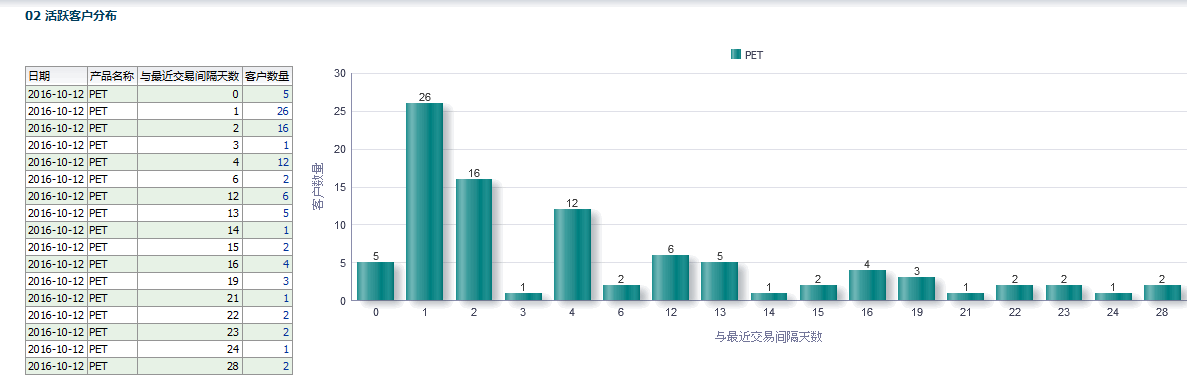 02 活跃客户分布
日期 产品名称 与最近交易间隔天数 客户数量
2016-10-12 PET 0 5
2016-10-12 PET 1 26
2016-10-12 PET 2 16
2016-10-12 PET 3 1
2016-10-12 PET 4 12
2016-10-12 PET 6 2
2016-10-12 PET 12 6
2016-10-12 PET 13 5
2016-10-12 PET 14 1
2016-10-12 PET 15 2
2016-10-12 PET 16 4
2016-10-12 PET 19 3
2016-10-12 PET 21 1
2016-10-12 PET 22 2
2016-10-12 PET 23 2
2016-10-12 PET 24 1
2016-10-12 PET 28 2
PET
客户数量
30
25
20
15
10
5
0
5 26 16 1 12 2 6 5 1 2 4 3 1 2 2 1 2
0 1 2 3 4 6 12 13 14 15 16 19 21 22 23 24 28
与最近交易间隔天数